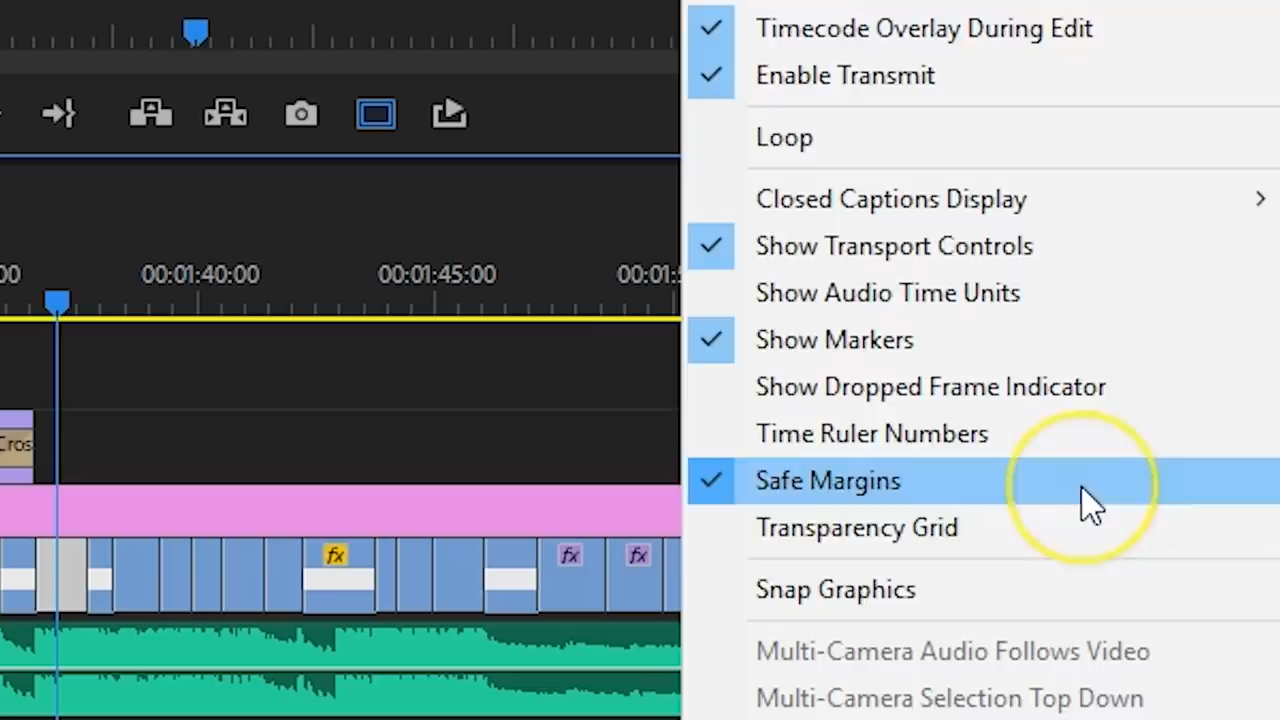 Timecode Overlay During Edit
Enable Transmit
Loop
Closed Captions Display
Show Transport Controls
Show Audio Time Units
Show Markers
Show Dropped Frame Indicator
Time Ruler Numbers
Safe Margins
Transparency Grid
Snap Graphics
Multi-Camera Audio Follows Video
Multi-Camera Selection Top Down
00 00:01:40:00 00:01:45:00 00:01:
Cros
fx fx fx